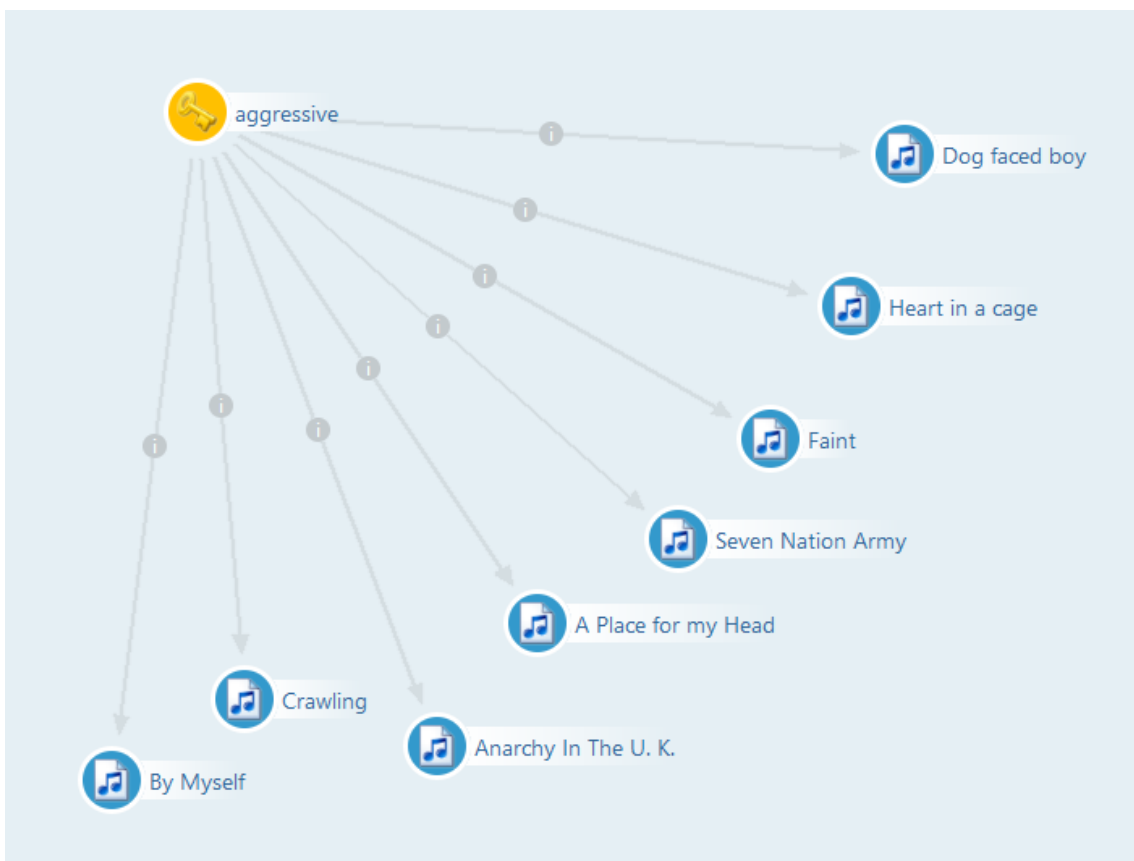 aggressive
Dog faced boy
Heart in a cage
Faint
Seven Nation Army
A Place for my Head
Crawling
Anarchy In The U. K.
By Myself